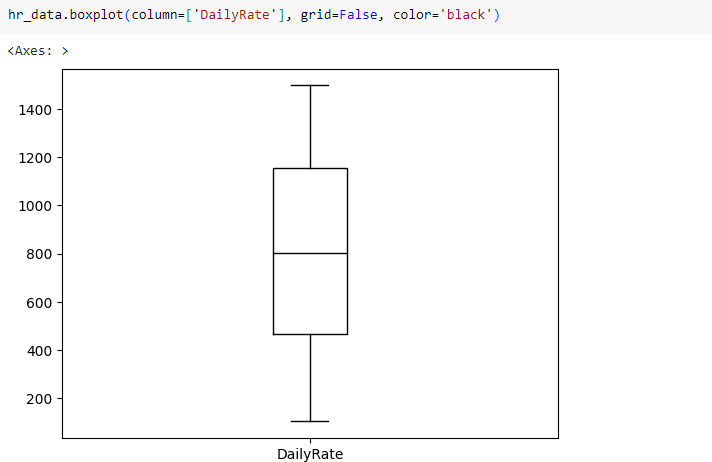 hr_data.boxplot(column=['DailyRate'], grid=False, color='black')
<Axes: >
1400
1200
1000
800
600
400
200
DailyRate